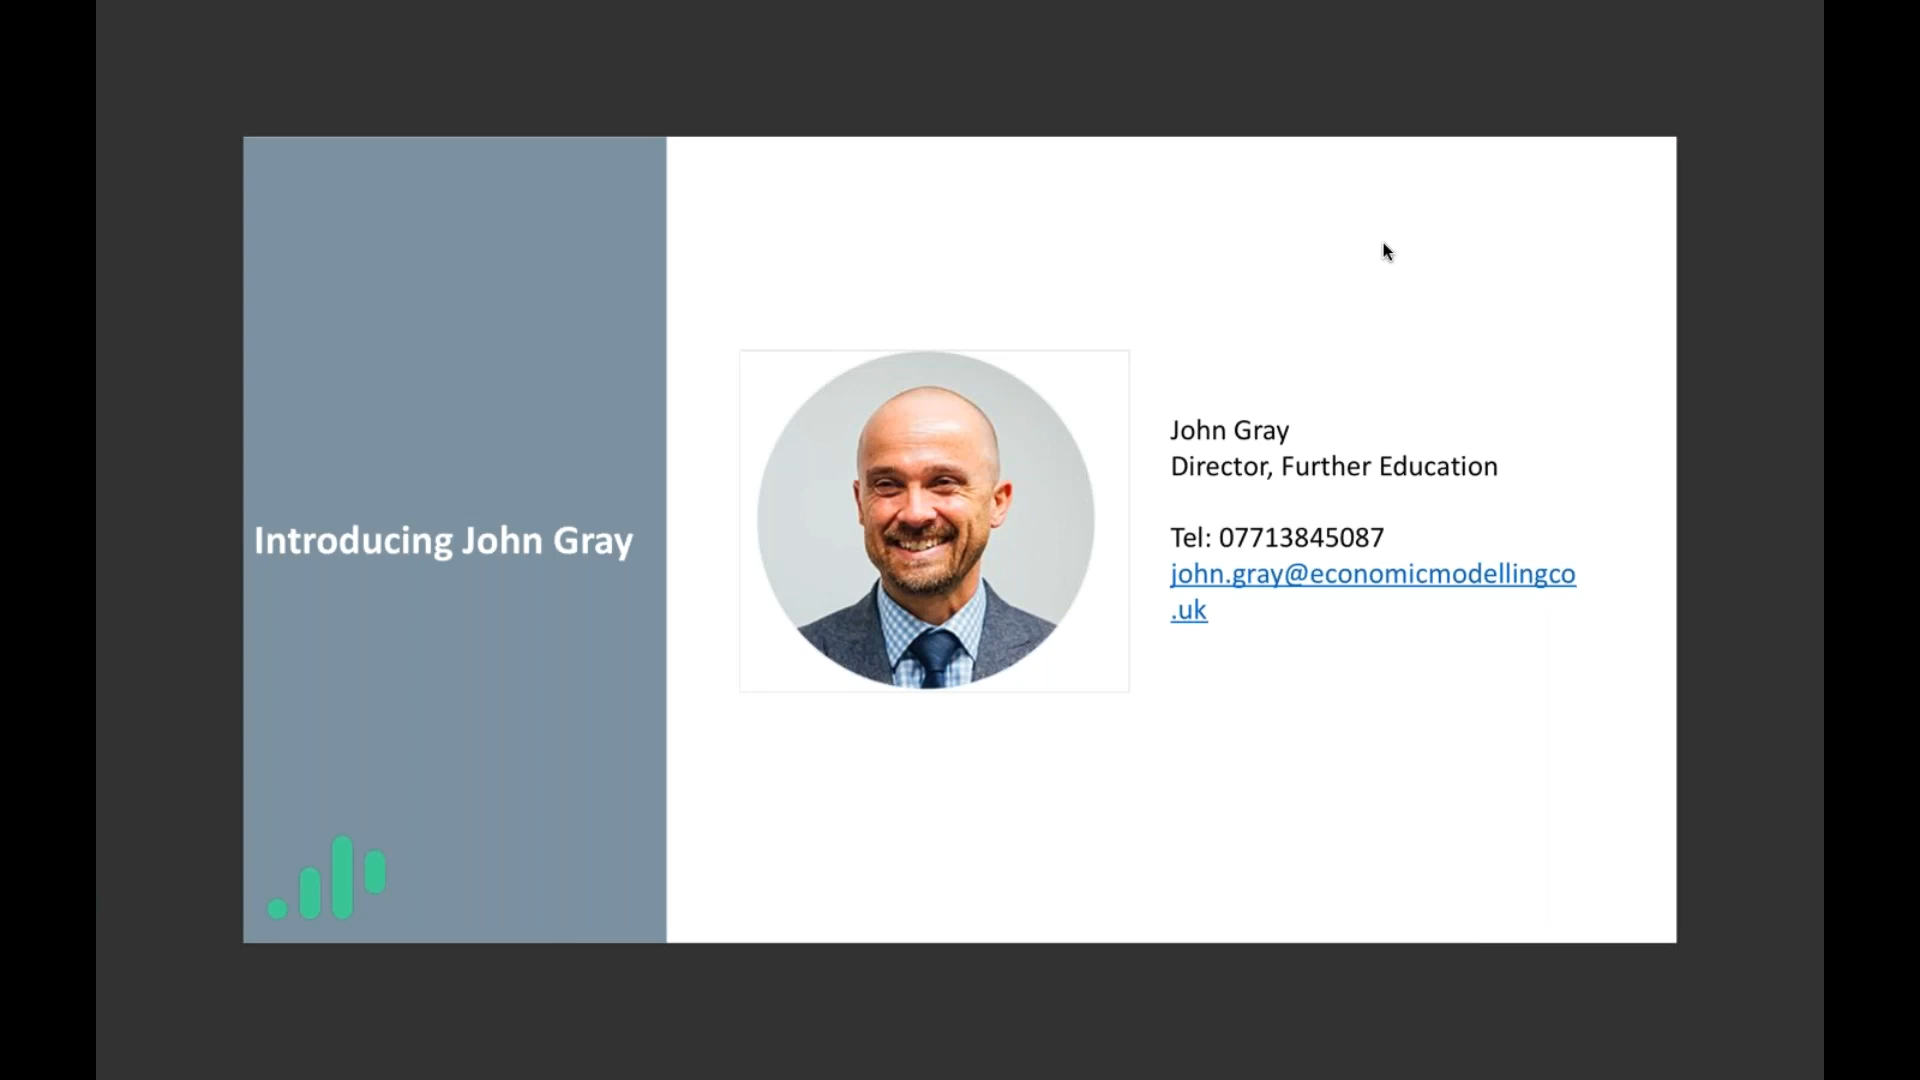 Introducing John Gray
John Gray
Director, Further Education
Tel: 07713845087
john.gray@economicmodellingco
.uk